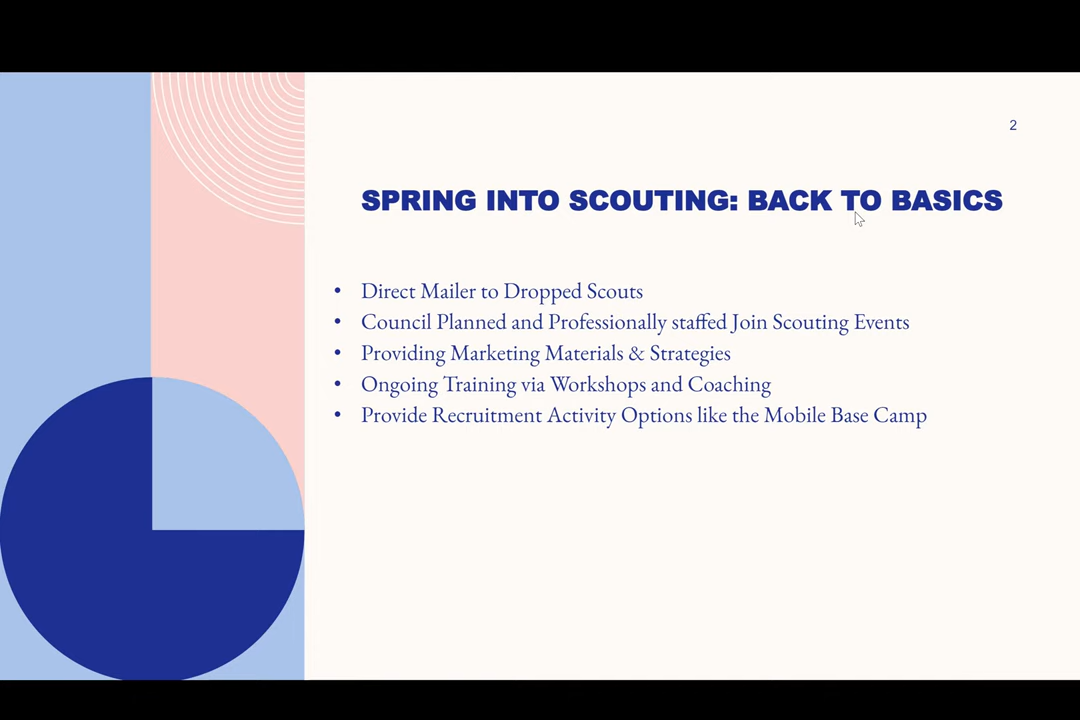 2
SPRING INTO SCOUTING: BACK TO BASICS
• Direct Mailer to Dropped Scouts
• Council Planned and Professionally staffed Join Scouting Events
• Providing Marketing Materials & Strategies
• Ongoing Training via Workshops and Coaching
• Provide Recruitment Activity Options like the Mobile Base Camp